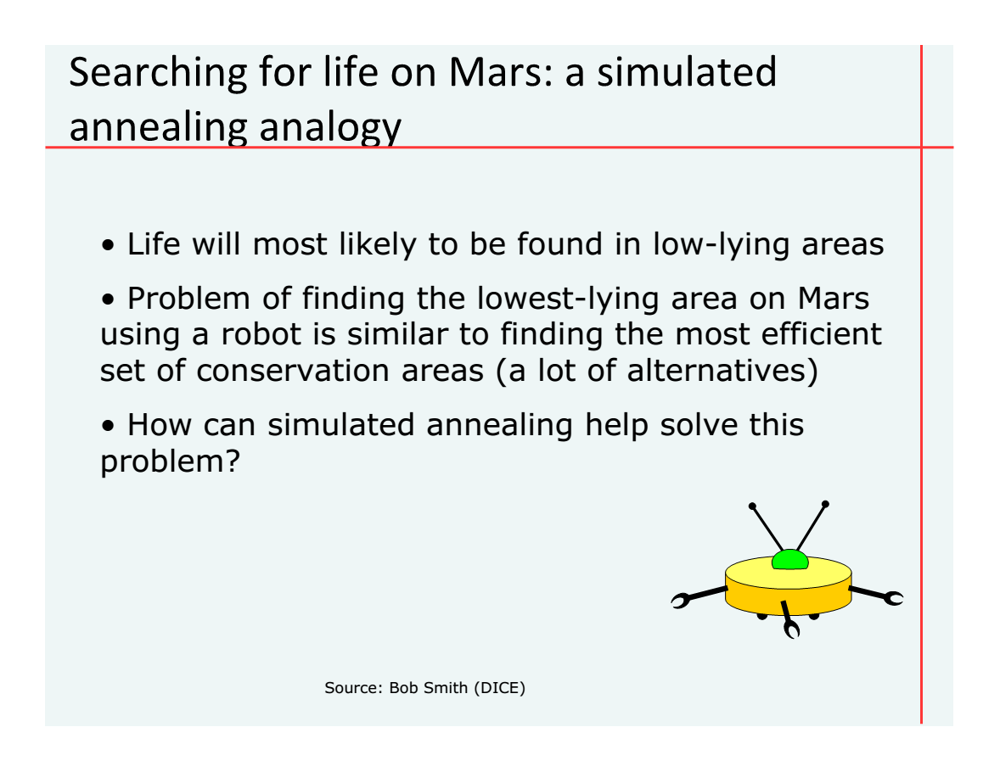 Searching for life on Mars: a simulated
annealing analogy
• Life will most likely to be found in low-lying areas
• Problem of finding the lowest-lying area on Mars
using a robot is similar to finding the most efficient
set of conservation areas (a lot of alternatives)
• How can simulated annealing help solve this
problem?
Source: Bob Smith (DICE)